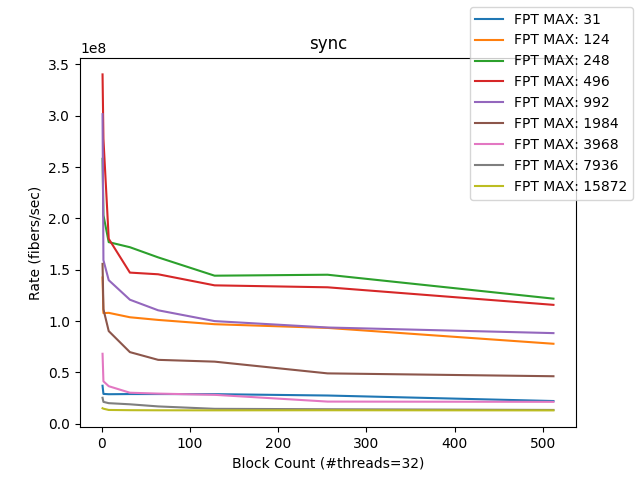 sync
1e8
FPT MAX: 31
FPT MAX: 124
FPT MAX: 248
FPT MAX: 496
FPT MAX: 992
FPT MAX: 1984
FPT MAX: 3968
FPT MAX: 7936
FPT MAX: 15872
Rate (fibers/sec)
3.5
3.0
2.5
2.0
1.5
1.0
0.5
0.0
0 100 200 300 400 500
Block Count (#threads=32)